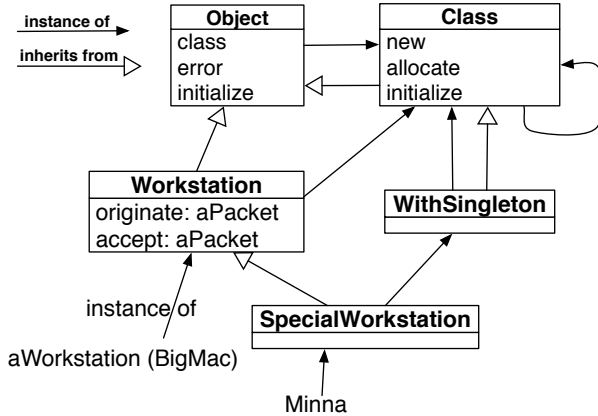 instance of
inherits from
Object
class
error
initialize
Class
new
allocate
initialize
Workstation
originate: aPacket
accept: aPacket
WithSingleton
instance of
SpecialWorkstation
aWorkstation (BigMac)
Minna